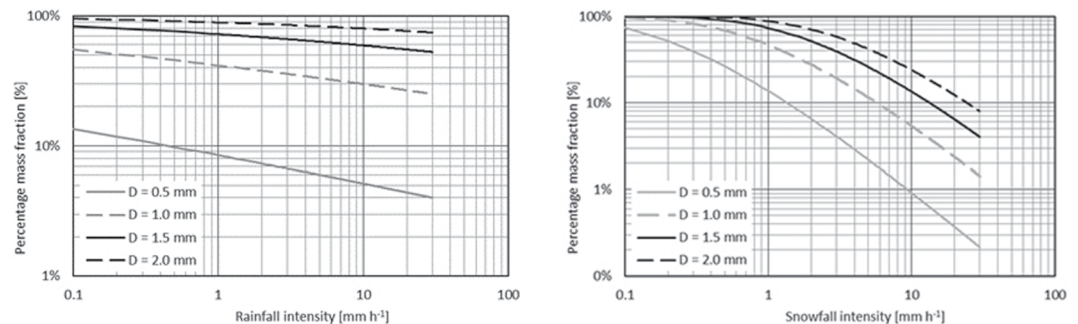 Percentage mass fraction [%]
100%
10%
1%
D = 0.5 mm
D = 1.0 mm
D = 1.5 mm
D = 2.0 mm
0.1 1 10 100
Rainfall intensity [mm h⁻¹]
Percentage mass fraction [%]
100%
10%
1%
0%
D = 0.5 mm
D = 1.0 mm
D = 1.5 mm
D = 2.0 mm
0.1 1 10 100
Snowfall intensity [mm h⁻¹]